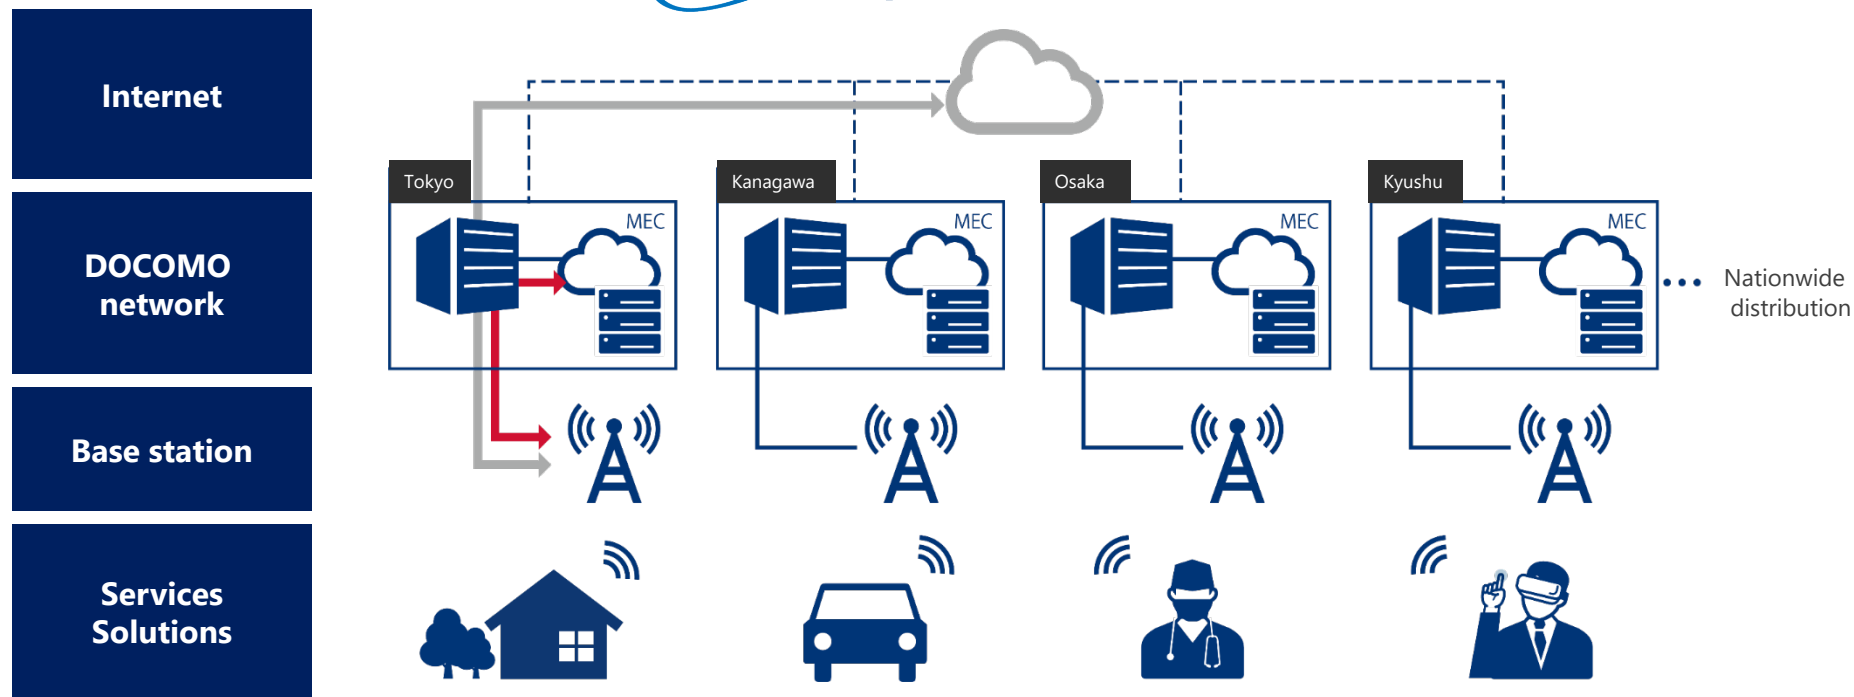 Internet
Tokyo
Kanagawa
Osaka
Kyushu
MEC
MEC
MEC
MEC
DOCOMO
network
Nationwide
distribution
Base station
Services
Solutions